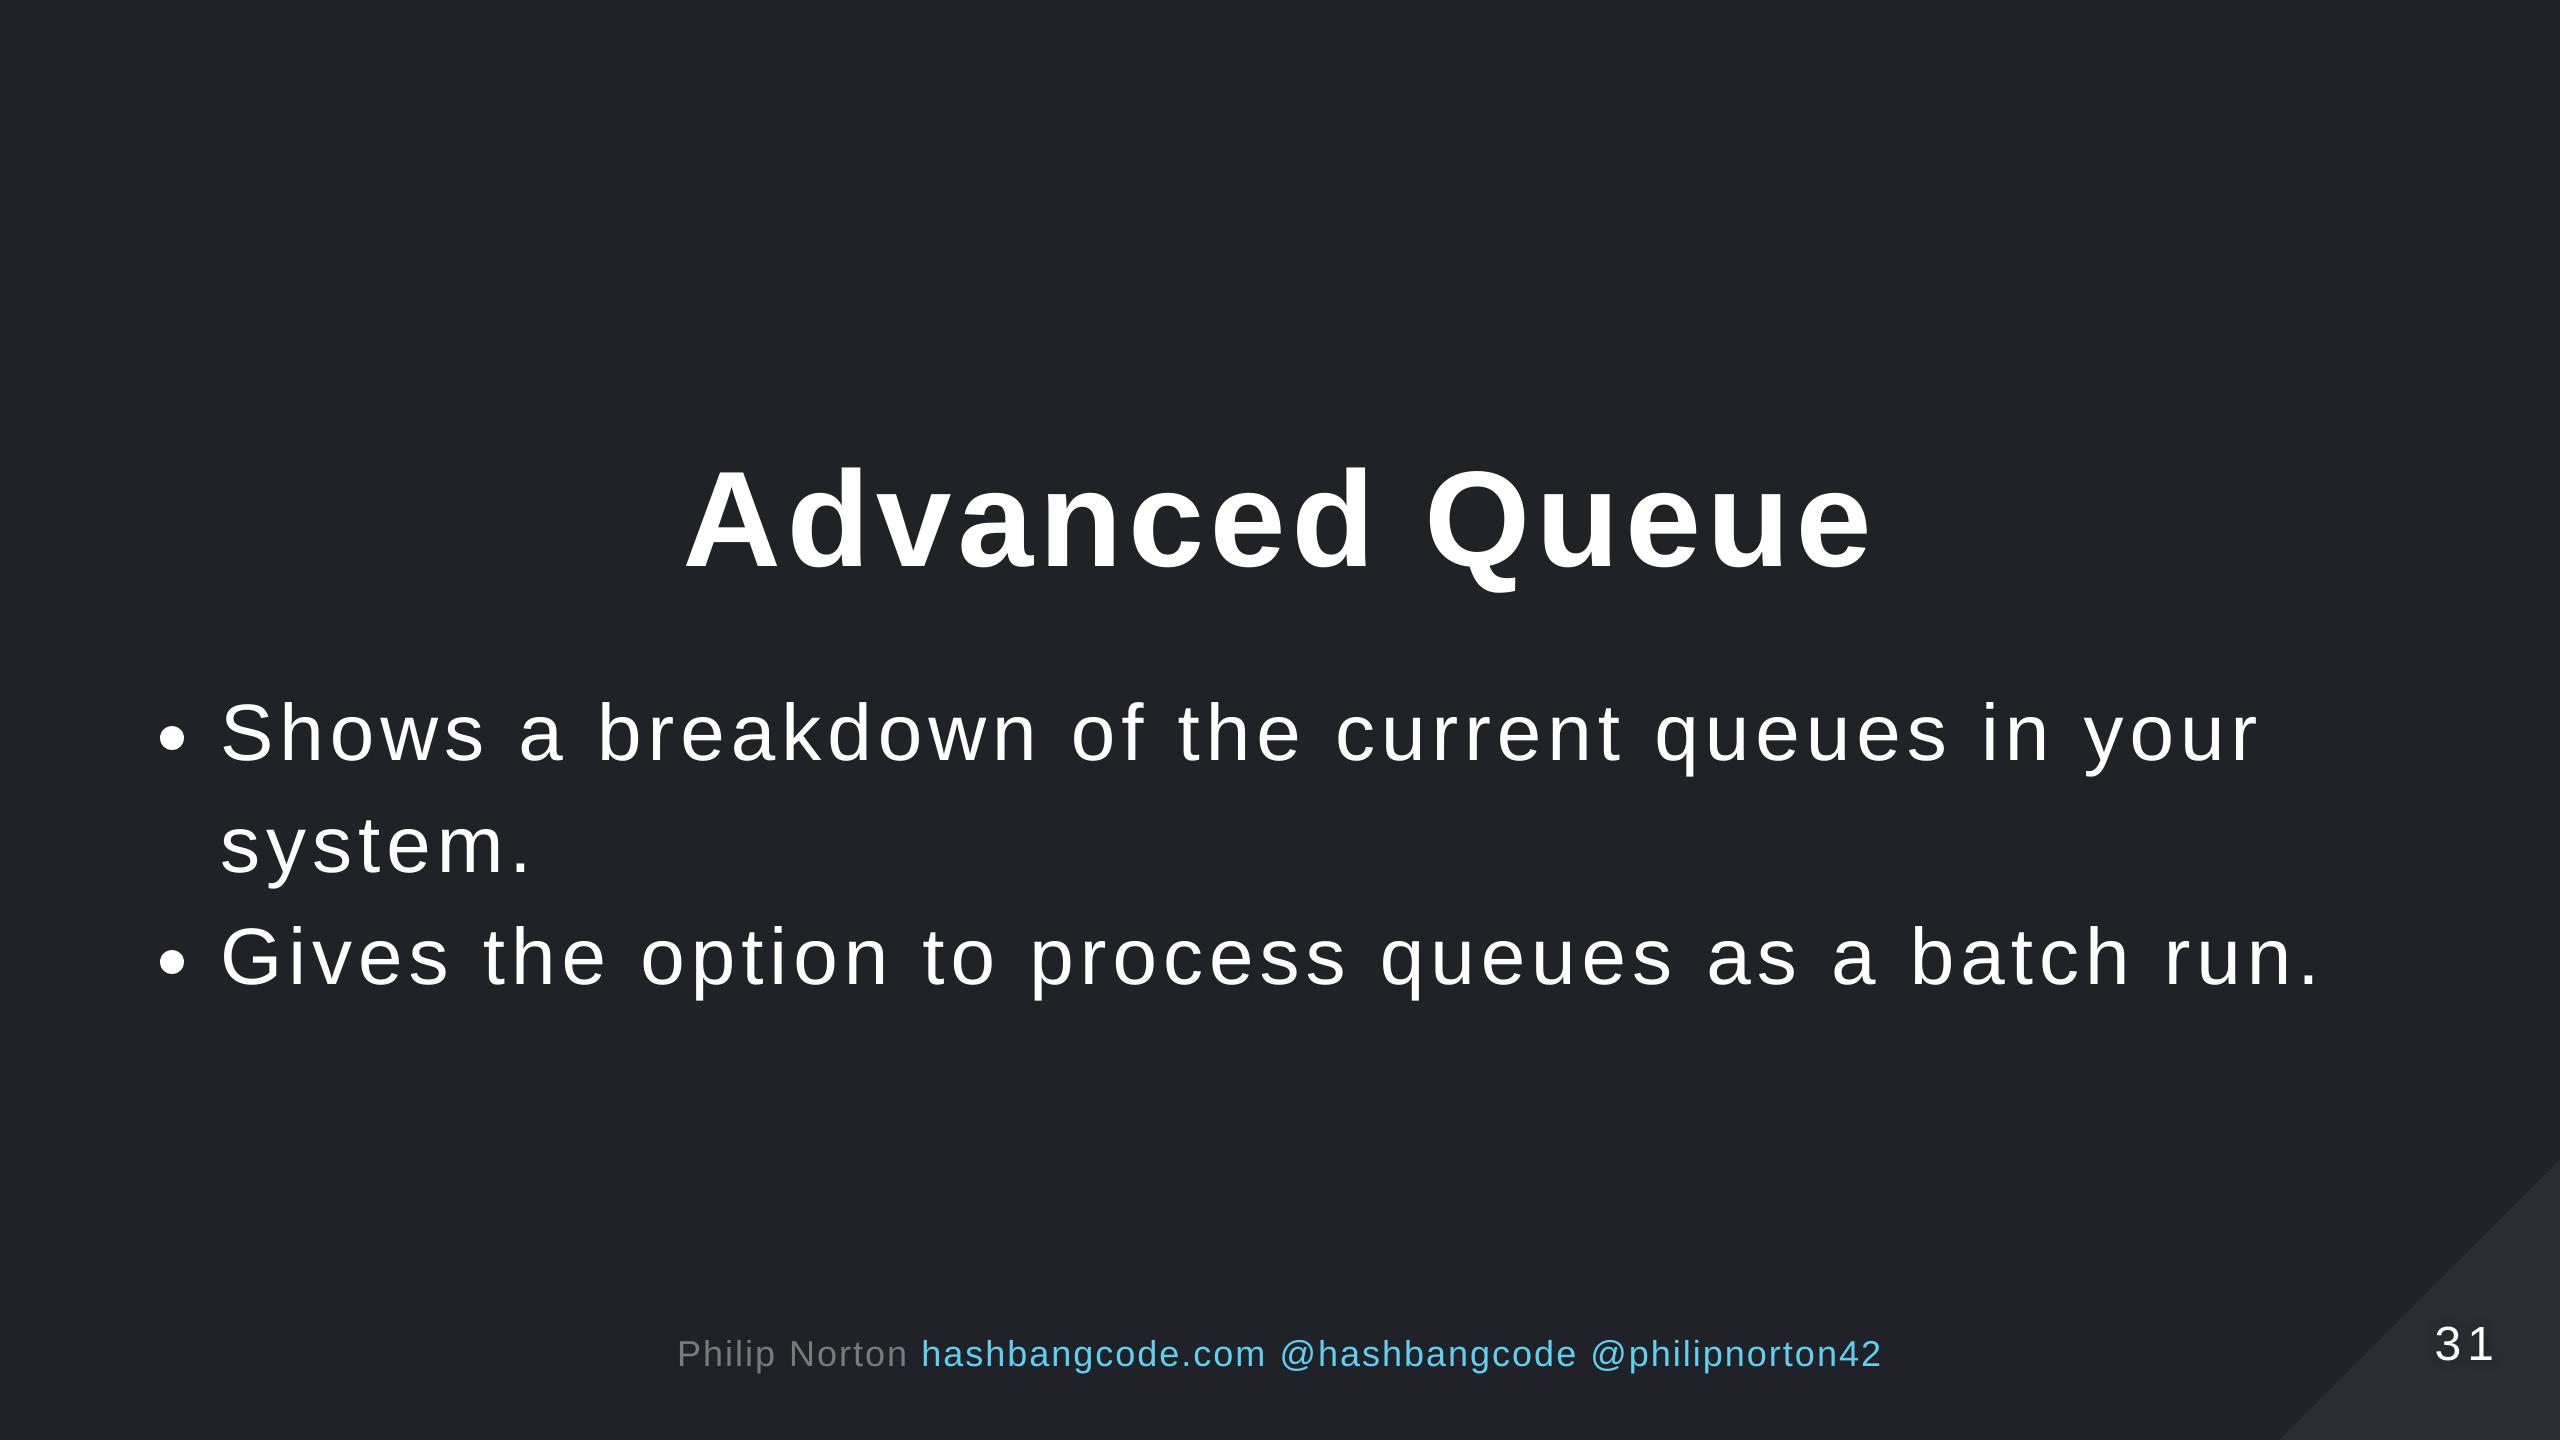 Advanced Queue
• Shows a breakdown of the current queues in your
system.
• Gives the option to process queues as a batch run.
Philip Norton hashbangcode.com @hashbangcode @philipnorton42
31